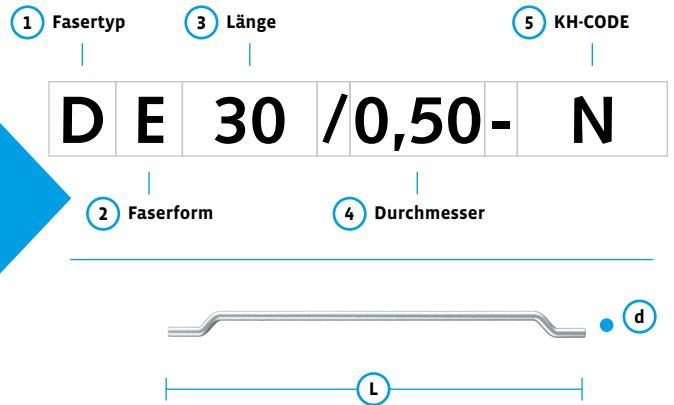 1 Fasertyp 3 Länge 5 KH-CODE
D E 30 /0,50- N
2 Faserform 4 Durchmesser
d
L